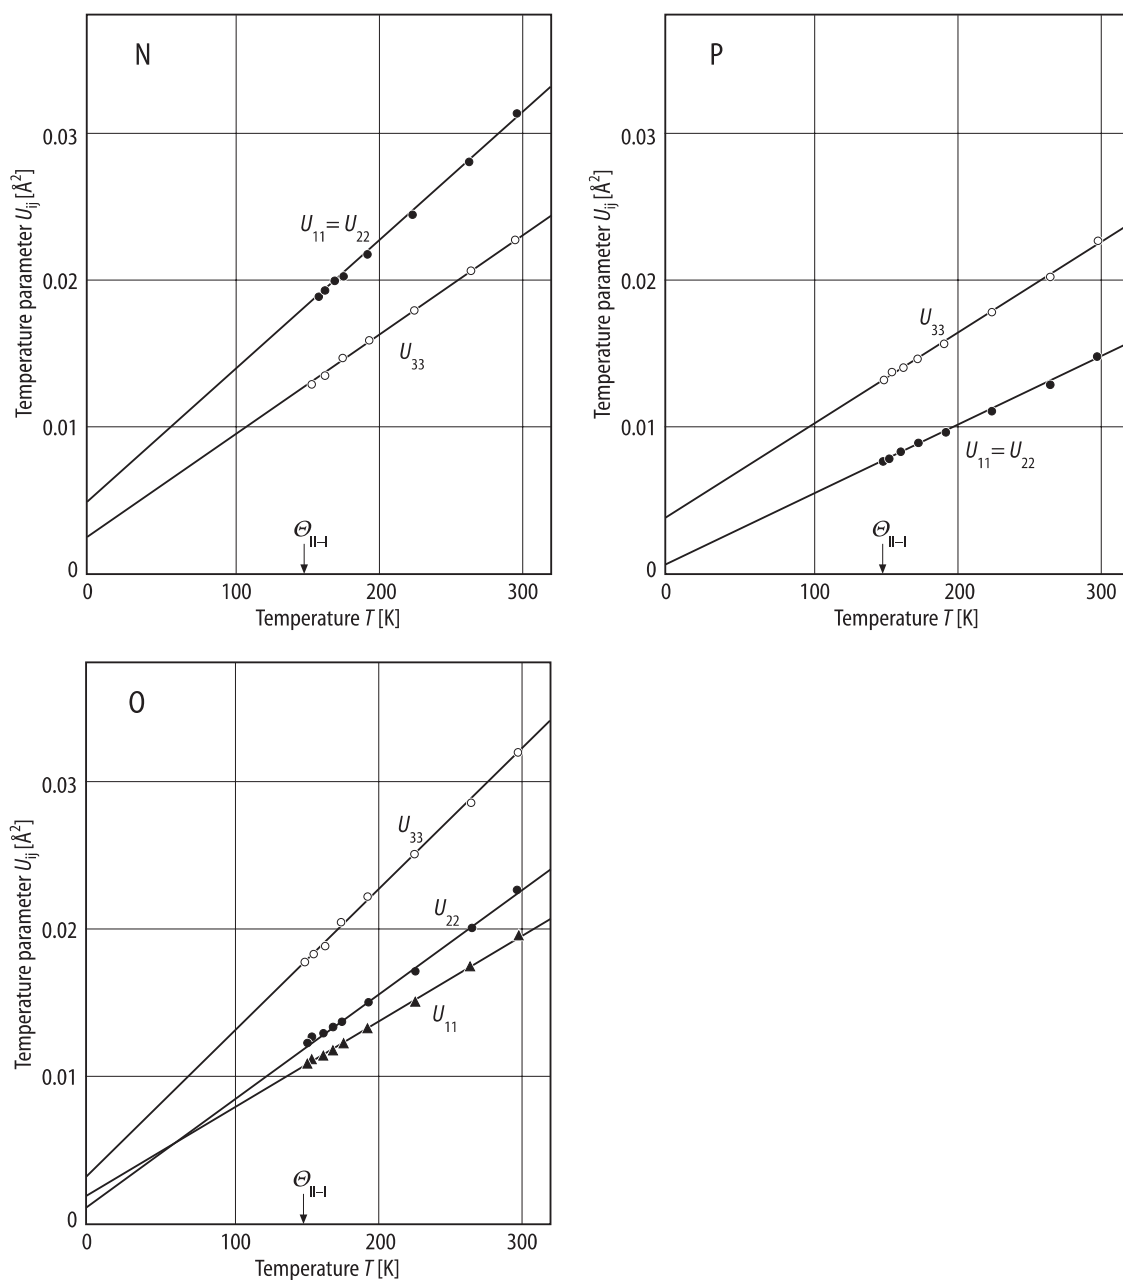 N
0.03
0.02
0.01
0
Temperature parameter Uij [Å2]
U11 = U22
U33
ΘII–I
0 100 200 300
Temperature T [K]
P
0.03
0.02
0.01
0
Temperature parameter Uij [Å2]
U33
U11 = U22
ΘII–I
0 100 200 300
Temperature T [K]
O
0.03
0.02
0.01
0
Temperature parameter Uij [Å2]
U33
U22
U11
ΘII–I
0 100 200 300
Temperature T [K]